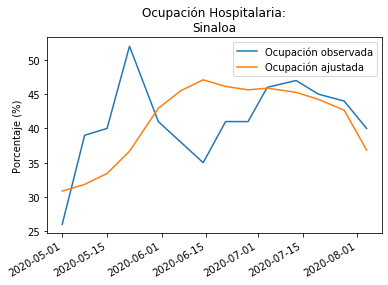 Ocupación Hospitalaria:
Sinaloa
Ocupación observada
Ocupación ajustada
Porcentaje (%)
50
45
40
35
30
25
2020-05-01
2020-05-15
2020-06-01
2020-06-15
2020-07-01
2020-07-15
2020-08-01